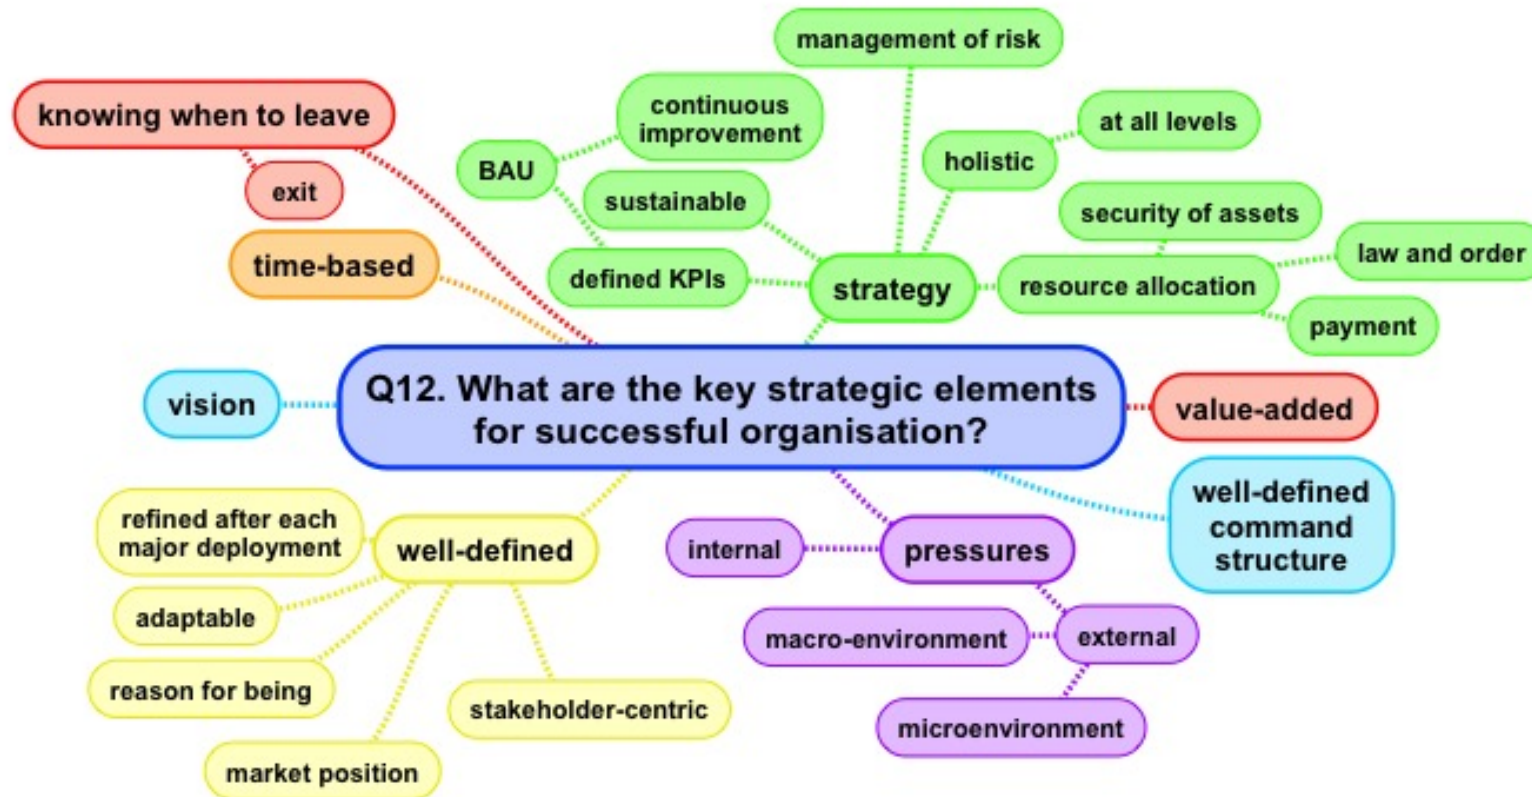 management of risk
continuous
improvement
knowing when to leave
at all levels
BAU
holistic
exit
sustainable
security of assets
time-based
law and order
defined KPIs
strategy
resource allocation
payment
Q12. What are the key strategic elements
for successful organisation?
vision
value-added
well-defined
command
structure
refined after each
major deployment
well-defined
internal
pressures
adaptable
macro-environment
external
reason for being
stakeholder-centric
microenvironment
market position